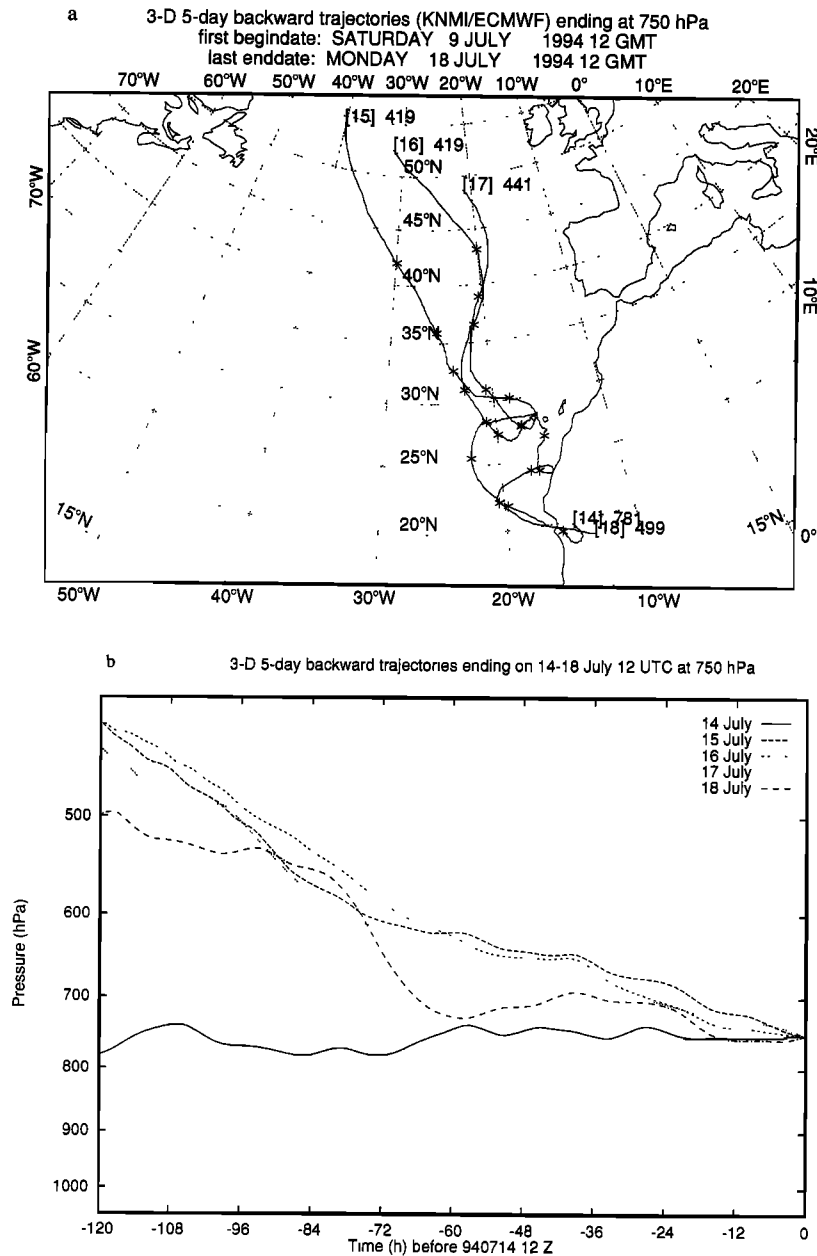 a
3-D 5-day backward trajectories (KNMI/ECMWF) ending at 750 hPa
first begindate: SATURDAY 9 JULY 1994 12 GMT
last enddate: MONDAY 18 JULY 1994 12 GMT
70°W 60°W 50°W 40°W 30°W 20°W 10°W 0° 10°E 20°E
[15] 419
[16] 419
50°N
[17] 441
20°E
70°W
45°N
40°N
10°E
35°N
60°W
30°N
25°N
15°N
20°N
[14] 781
[18] 499
15°N
0°
50°W 40°W 30°W 20°W 10°W
b
3-D 5-day backward trajectories ending on 14-18 July 12 UTC at 750 hPa
14 July
15 July
16 July
17 July
18 July
500
600
700
800
900
1000
Pressure (hPa)
-120 -108 -96 -84 -72 -60 -48 -36 -24 -12 0
Time (h) before 940714 12 Z